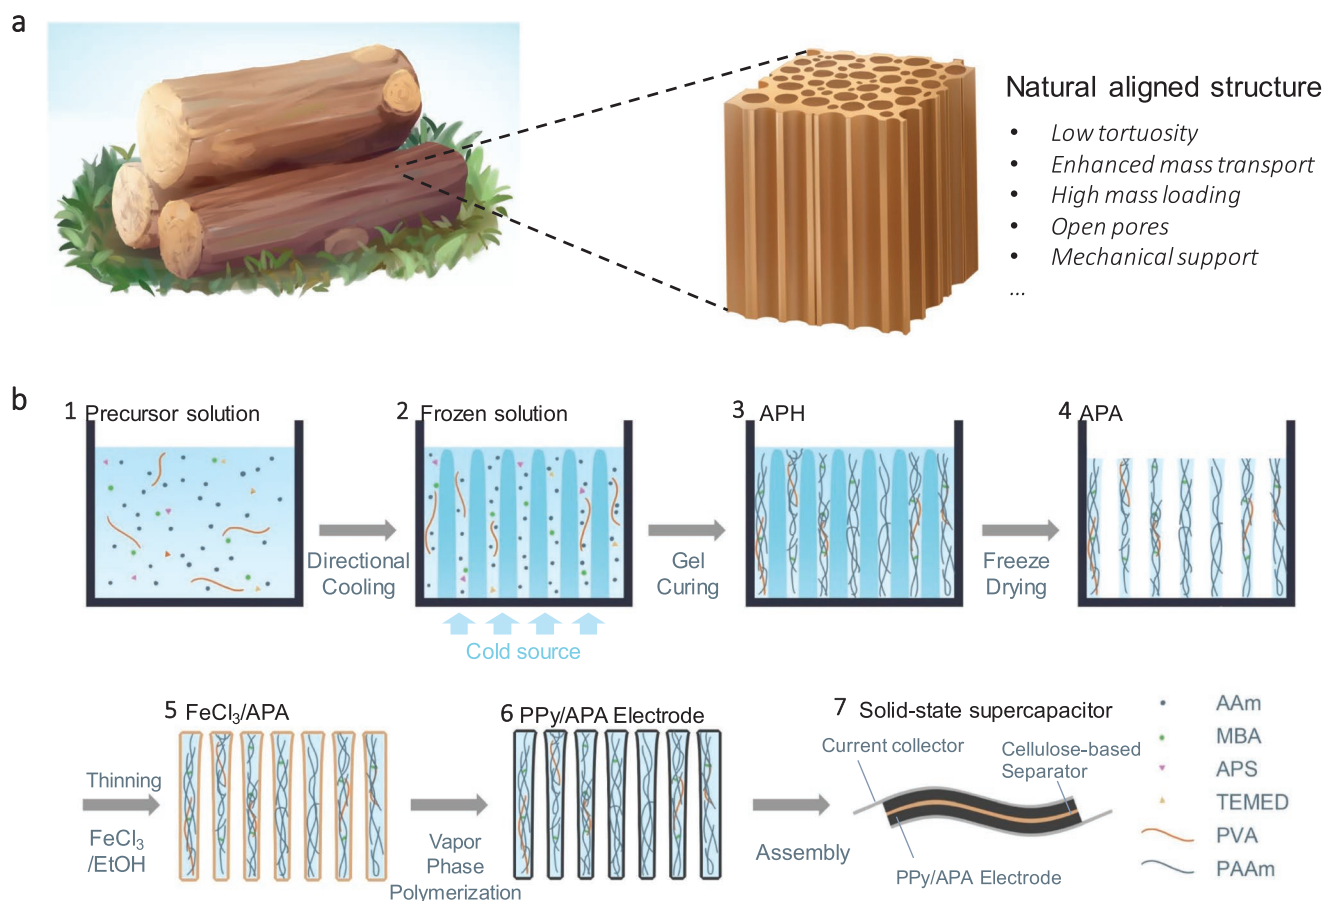 a
Natural aligned structure
• Low tortuosity
• Enhanced mass transport
• High mass loading
• Open pores
• Mechanical support
...
b
1 Precursor solution
2 Frozen solution
3 APH
4 APA
Directional
Cooling
Gel
Curing
Freeze
Drying
Cold source
5 FeCl₃/APA
6 PPy/APA Electrode
7 Solid-state supercapacitor
Thinning
FeCl₃
/EtOH
Vapor
Phase
Polymerization
Assembly
Current collector
Cellulose-based
Separator
PPy/APA Electrode
AAm
MBA
APS
TEMED
PVA
PAAm